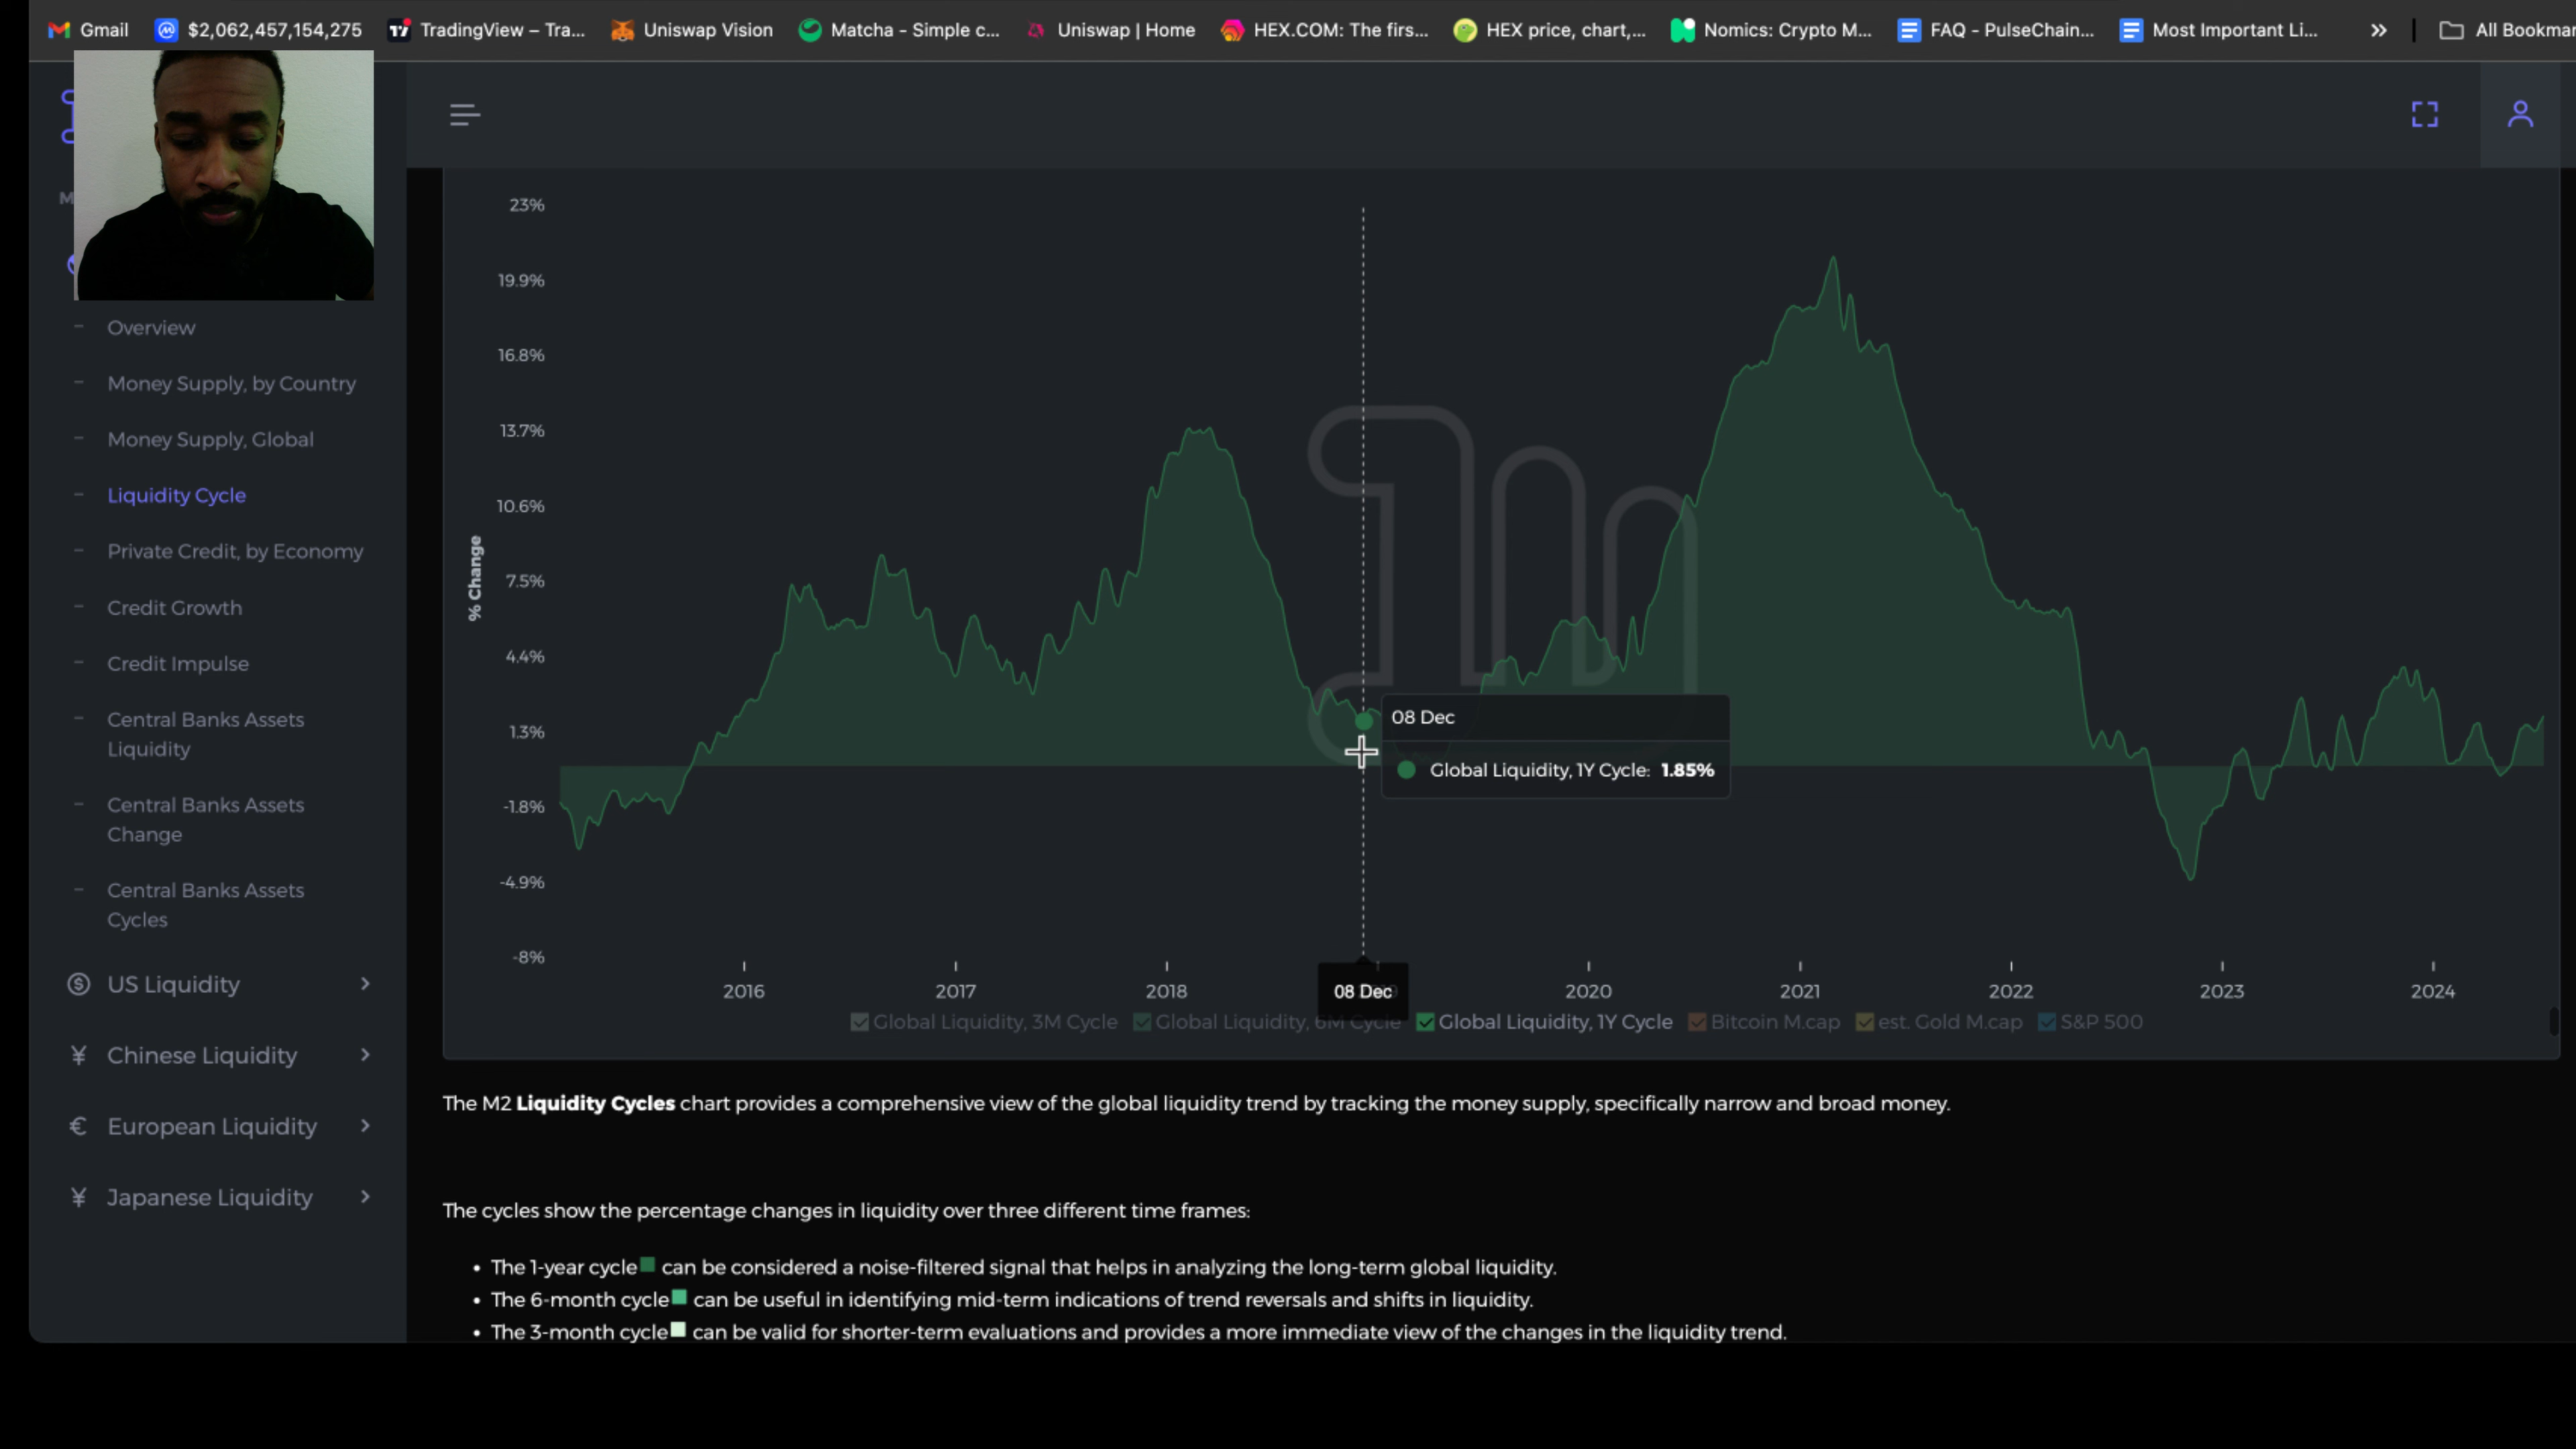 Gmail
$2,062,457,154,275
TradingView – Tra...
Uniswap Vision
Matcha - Simple c...
Uniswap | Home
HEX.COM: The firs...
HEX price, chart,...
Nomics: Crypto M...
FAQ - PulseChain...
Most Important Li...
»
All Bookmar
M
Overview
Money Supply, by Country
Money Supply, Global
Liquidity Cycle
Private Credit, by Economy
Credit Growth
Credit Impulse
Central Banks Assets
Liquidity
Central Banks Assets
Change
Central Banks Assets
Cycles
$ US Liquidity
¥ Chinese Liquidity
€ European Liquidity
¥ Japanese Liquidity
% Change
23%
19.9%
16.8%
13.7%
10.6%
7.5%
4.4%
1.3%
-1.8%
-4.9%
-8%
08 Dec
Global Liquidity, 1Y Cycle: 1.85%
2016 2017 2018 08 Dec 2020 2021 2022 2023 2024
Global Liquidity, 3M Cycle Global Liquidity, 6M Cycle Global Liquidity, 1Y Cycle Bitcoin M.cap est. Gold M.cap S&P 500
The M2 Liquidity Cycles chart provides a comprehensive view of the global liquidity trend by tracking the money supply, specifically narrow and broad money.
The cycles show the percentage changes in liquidity over three different time frames:
• The 1-year cycle can be considered a noise-filtered signal that helps in analyzing the long-term global liquidity.
• The 6-month cycle can be useful in identifying mid-term indications of trend reversals and shifts in liquidity.
• The 3-month cycle can be valid for shorter-term evaluations and provides a more immediate view of the changes in the liquidity trend.